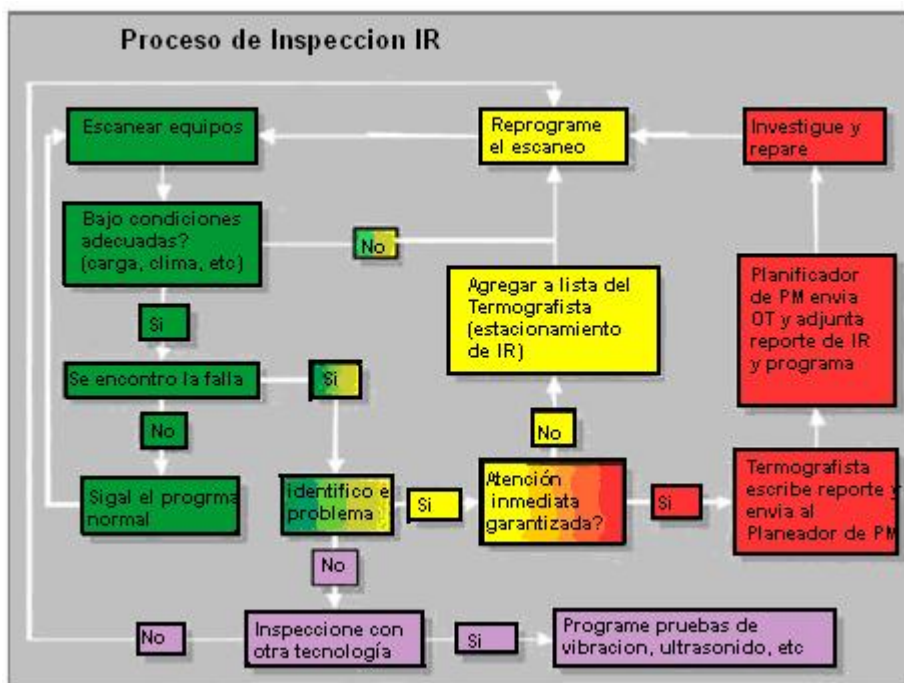 Proceso de Inspeccion IR
Escanear equipos
Reprograme
el escaneo
Investigue y
repare
Bajo condiciones
adecuadas?
(carga, clima, etc)
No
Agregar a lista del
Termografista
(estacionamiento
de IR)
Planificador
de PM envia
OT y adjunta
reporte de IR
y programa
Si
Se encontro la falla
Si
No
No
Sigal el progrma
normal
identifico e
problema
Si
Atención
inmediata
garantizada?
Si
Termografista
escribe reporte y
envia al
Planeador de PM
No
No
Inspeccione con
otra tecnología
Si
Programe pruebas de
vibracion, ultrasonido, etc